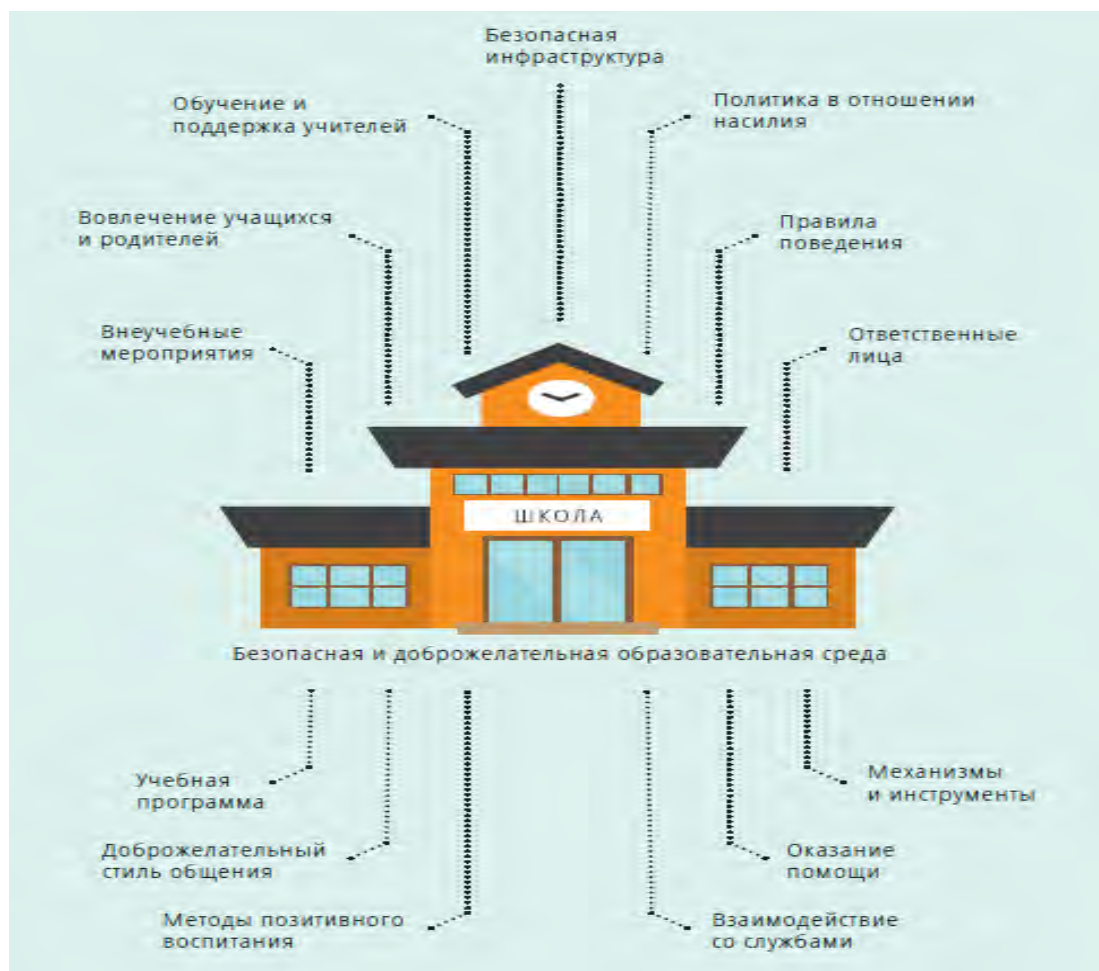 Безопасная
инфраструктура
Обучение и
поддержка учителей
Политика в отношении
насилия
Вовлечение учащихся
и родителей
Правила
поведения
Внеучебные
мероприятия
Ответственные
лица
ШКОЛА
Безопасная и доброжелательная образовательная среда
Учебная
программа
Механизмы
и инструменты
Доброжелательный
стиль общения
Оказание
помощи
Методы позитивного
воспитания
Взаимодействие
со службами